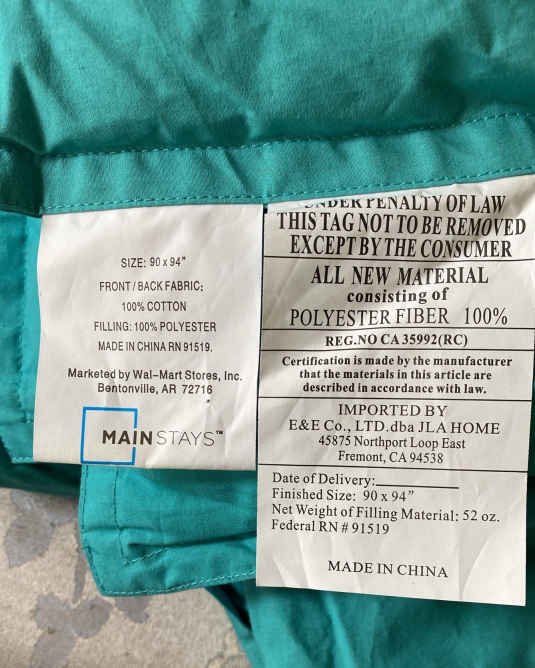 SIZE: 90 x 94"
FRONT / BACK FABRIC:
100% COTTON
FILLING: 100% POLYESTER
MADE IN CHINA RN 91519.
Marketed by Wal-Mart Stores, Inc.
Bentonville, AR 72716
MAINSTAYS™
UNDER PENALTY OF LAW
THIS TAG NOT TO BE REMOVED
EXCEPT BY THE CONSUMER
ALL NEW MATERIAL
consisting of
POLYESTER FIBER 100%
REG.NO CA 35992(RC)
Certification is made by the manufacturer
that the materials in this article are
described in accordance with law.
IMPORTED BY
E&E Co., LTD.dba JLA HOME
45875 Northport Loop East
Fremont, CA 94538
Date of Delivery:
Finished Size: 90 x 94"
Net Weight of Filling Material: 52 oz.
Federal RN # 91519
MADE IN CHINA